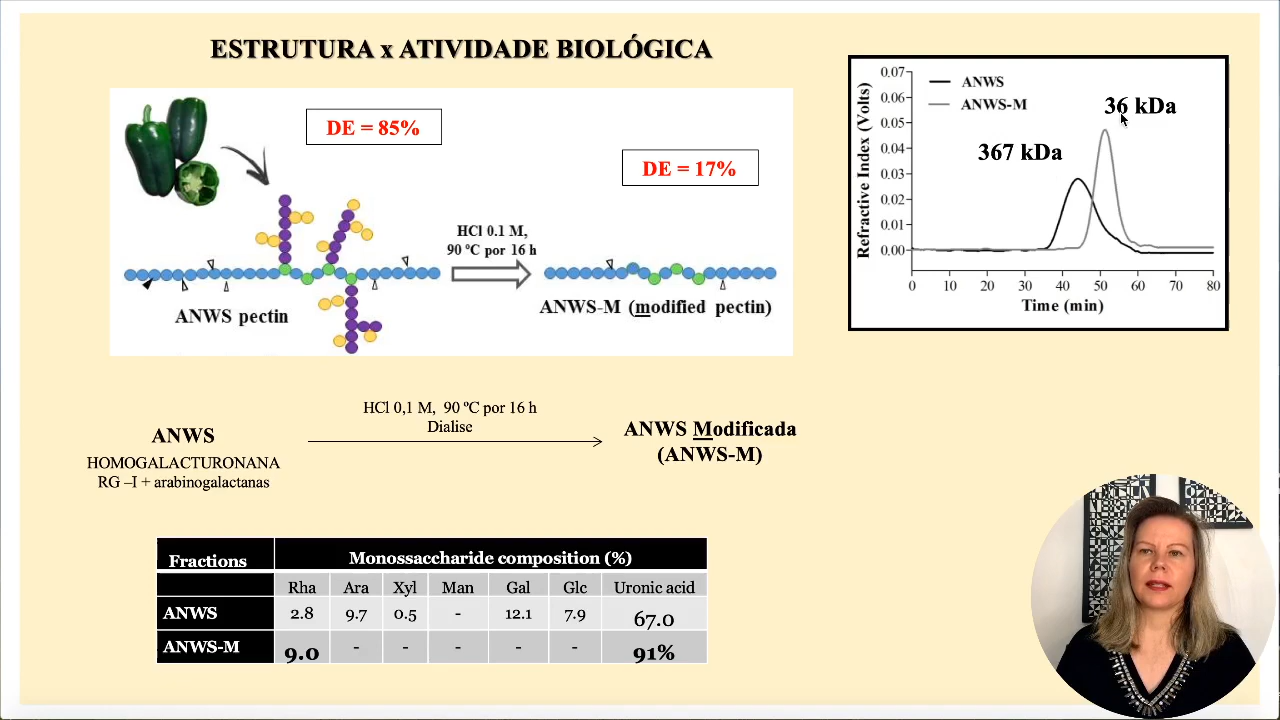 ESTRUTURA x ATIVIDADE BIOLÓGICA
DE = 85%
DE = 17%
HCl 0.1 M,
90 ºC por 16 h
ANWS pectin
ANWS-M (modified pectin)
ANWS
ANWS-M
36 kDa
367 kDa
Refractive Index (Volts)
0.07
0.06
0.05
0.04
0.03
0.02
0.01
0.00
0 10 20 30 40 50 60 70 80
Time (min)
HCl 0,1 M, 90 ºC por 16 h
Dialise
ANWS
HOMOGALACTURONANA
RG –I + arabinogalactanas
ANWS Modificada
(ANWS-M)
Fractions Monossaccharide composition (%)
Rha Ara Xyl Man Gal Glc Uronic acid
ANWS 2.8 9.7 0.5 - 12.1 7.9 67.0
ANWS-M 9.0 - - - - - 91%